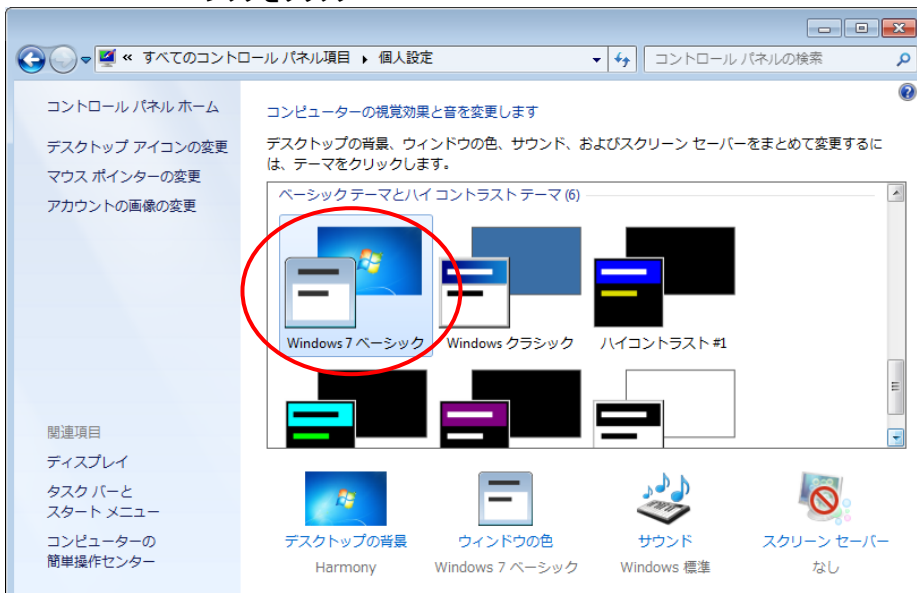 すべてのコントロール パネル項目 ▶ 個人設定
コントロール パネルの検索
コントロール パネル ホーム
デスクトップ アイコンの変更
マウス ポインターの変更
アカウントの画像の変更
コンピューターの視覚効果と音を変更します
デスクトップの背景、ウィンドウの色、サウンド、およびスクリーン セーバーをまとめて変更するに
は、テーマをクリックします。
ベーシック テーマとハイ コントラスト テーマ (6)
Windows 7 ベーシック
Windows クラシック
ハイコントラスト #1
関連項目
ディスプレイ
タスク バーと
スタート メニュー
コンピューターの
簡単操作センター
デスクトップの背景
Harmony
ウィンドウの色
Windows 7 ベーシック
サウンド
Windows 標準
スクリーン セーバー
なし